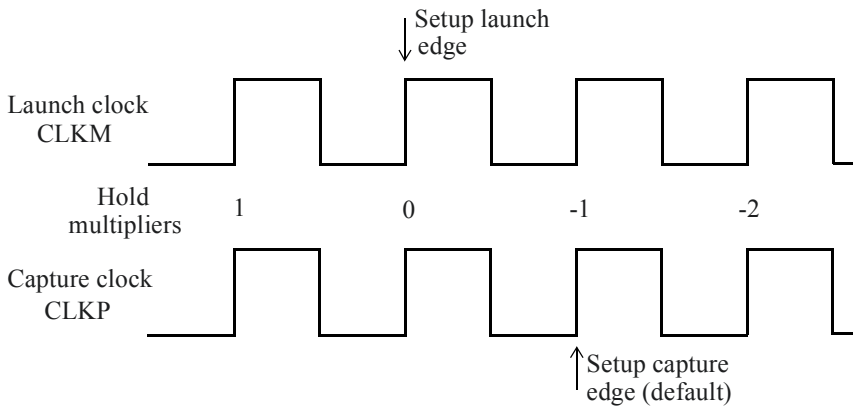 Setup launch
edge
Launch clock
CLKM
Hold
multipliers
1 0 -1 -2
Capture clock
CLKP
Setup capture
edge (default)